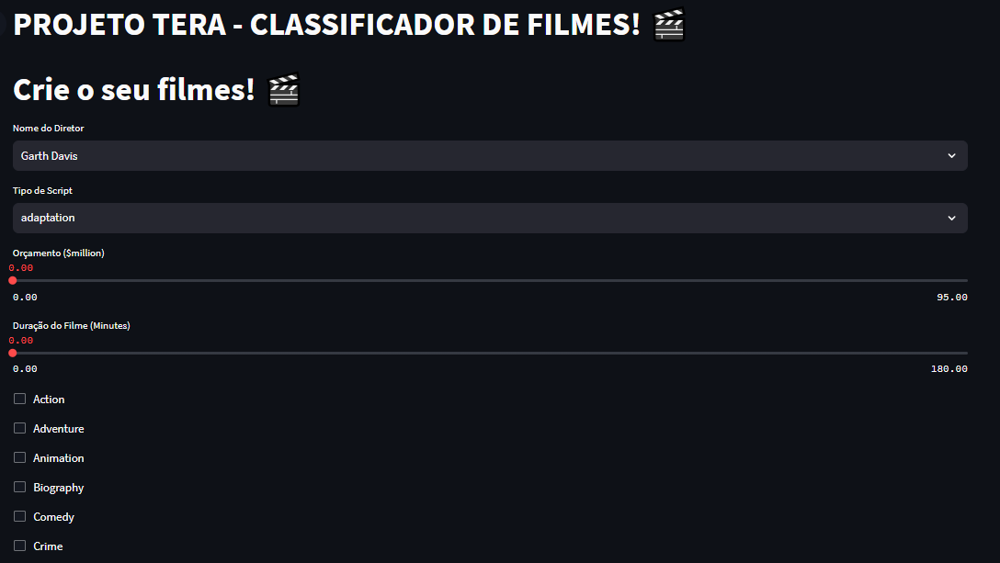 PROJETO TERA - CLASSIFICADOR DE FILMES! 🎬
Crie o seu filmes! 🎬
Nome do Diretor
Garth Davis
Tipo de Script
adaptation
Orçamento ($million)
0.00
0.00 95.00
Duração do Filme (Minutes)
0.00
0.00 180.00
Action
Adventure
Animation
Biography
Comedy
Crime